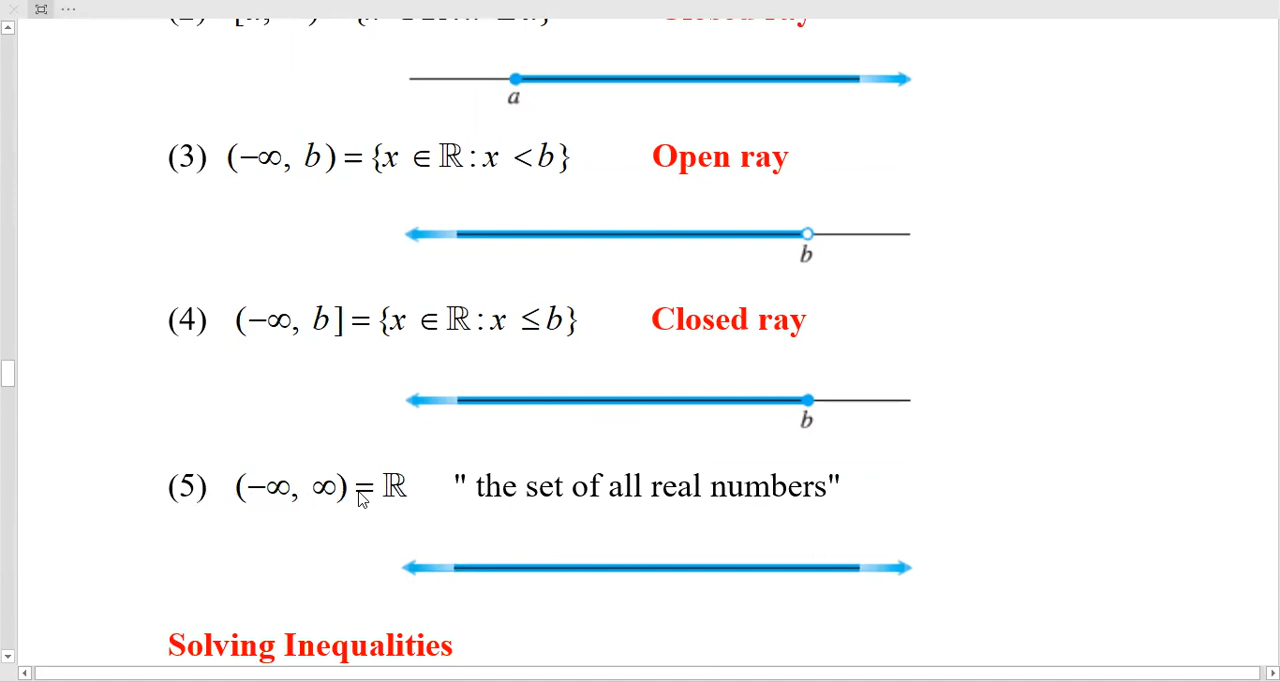 a
(3) (−∞, b) = {x ∈ ℝ : x < b} Open ray
b
(4) (−∞, b] = {x ∈ ℝ : x ≤ b} Closed ray
b
(5) (−∞, ∞) = ℝ " the set of all real numbers"
Solving Inequalities